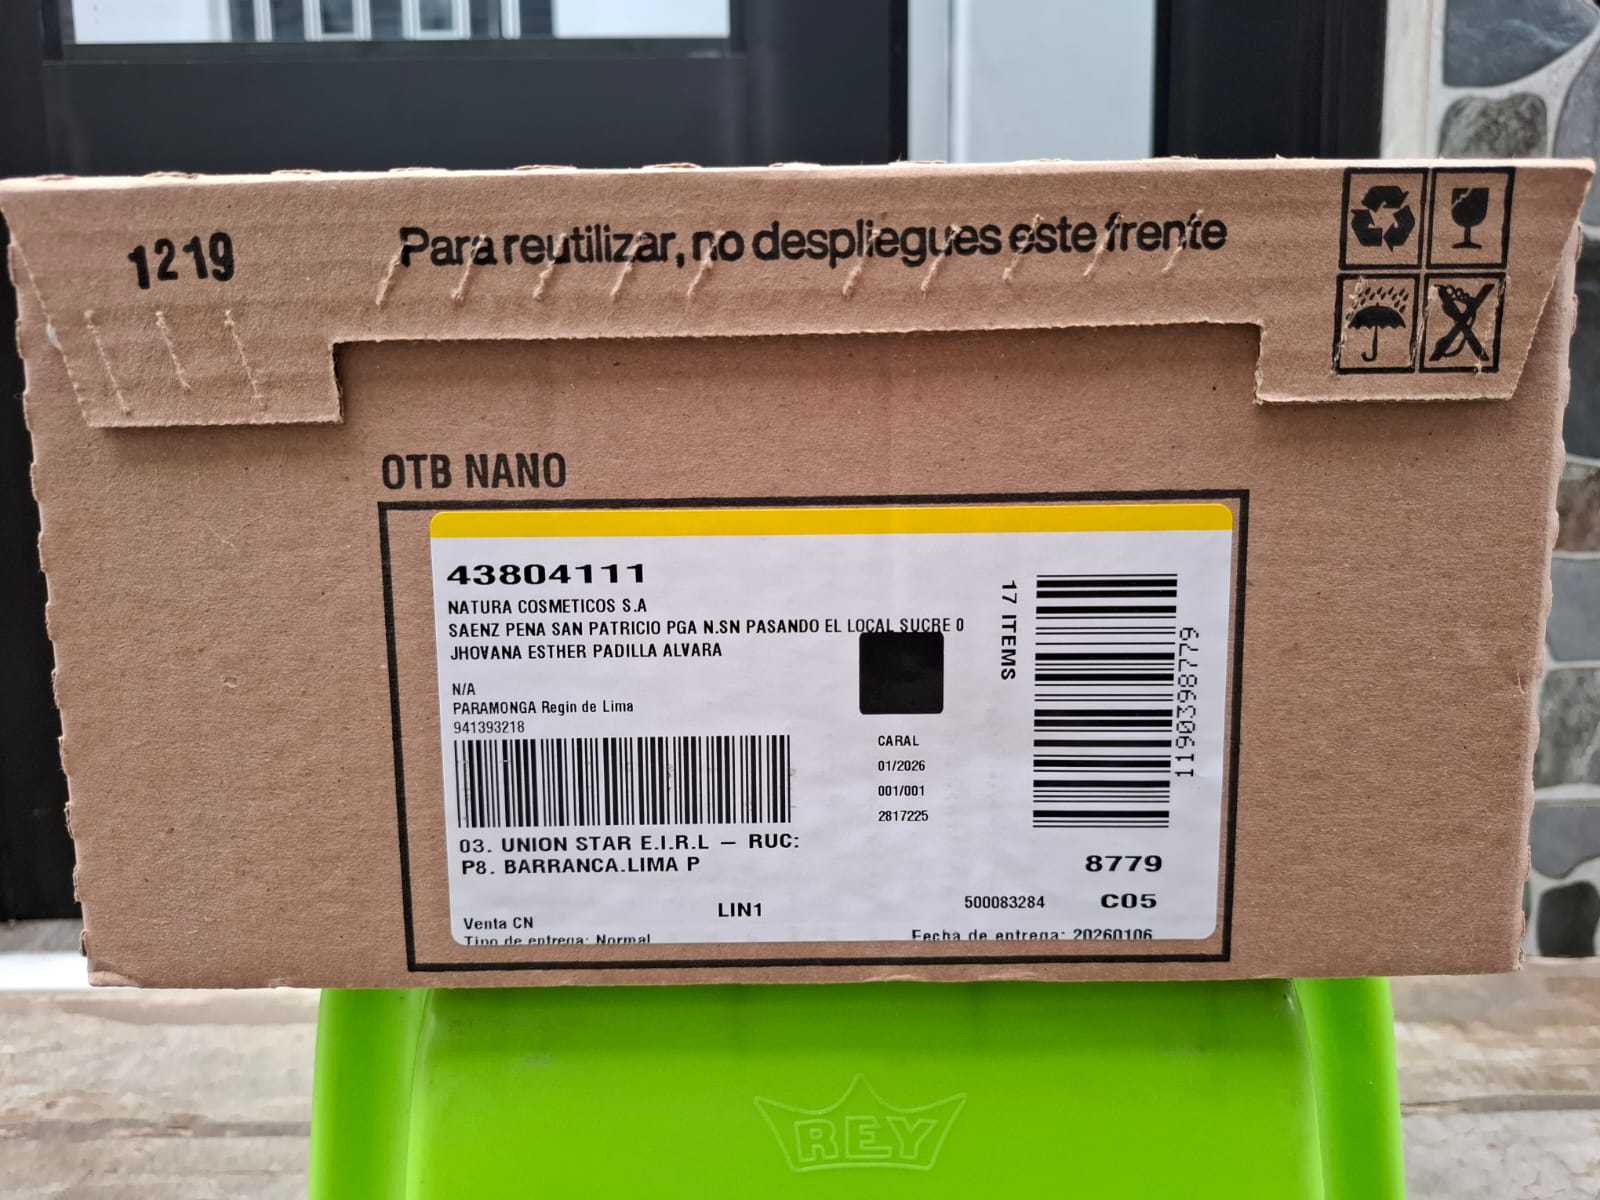 1219
Para reutilizar, no despliegues este frente
OTB NANO
43804111
NATURA COSMETICOS S.A
SAENZ PENA SAN PATRICIO PGA N.SN PASANDO EL LOCAL SUCRE 0
JHOVANA ESTHER PADILLA ALVARA
N/A
PARAMONGA Regin de Lima
941393218
17 ITEMS
1190398779
CARAL
01/2026
001/001
2817225
03. UNION STAR E.I.R.L – RUC:
P8. BARRANCA.LIMA P
8779
500083284 C05
LIN1
Venta CN
Tipo de entrega: Normal
Fecha de entrega: 20260106
REY